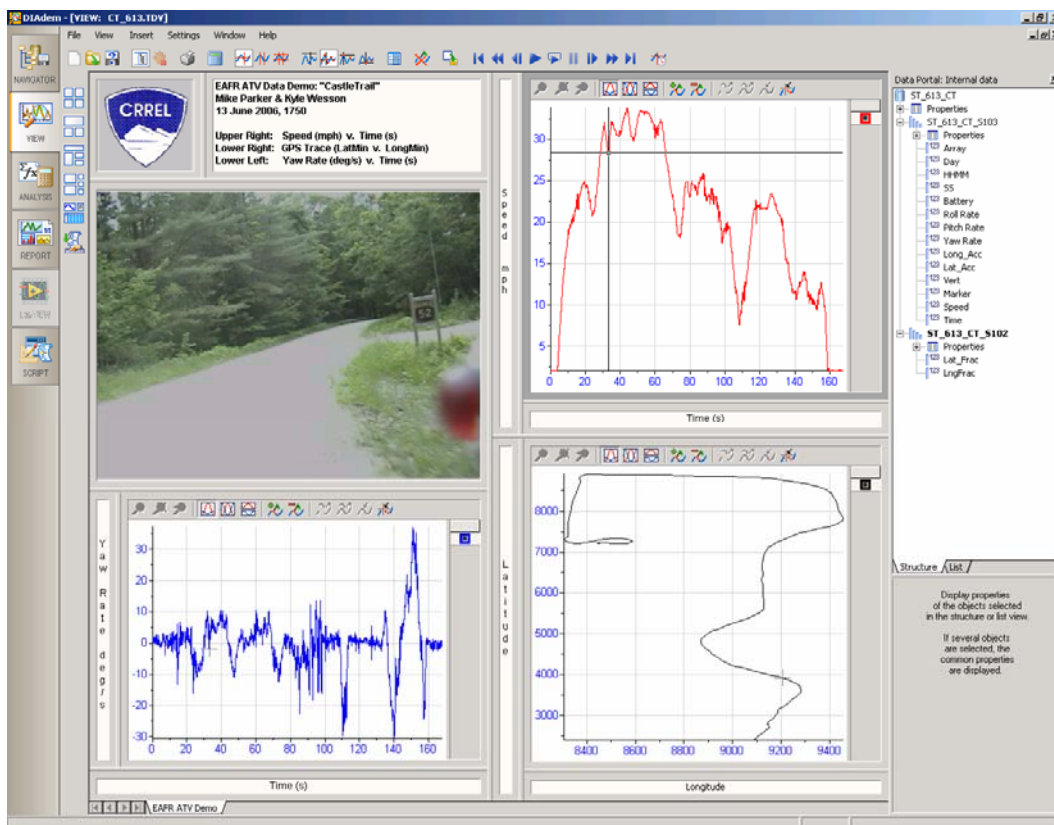 DIAdem - [VIEW: CT_613.TDV]
File View Insert Settings Window Help
NAVIGATOR
VIEW
ANALYSIS
REPORT
SCRIPT
CRREL
EAFR ATV Data Demo: "CastleTrail"
Mike Parker & Kyle Wesson
13 June 2006, 1750
Upper Right: Speed (mph) v. Time (s)
Lower Right: GPS Trace (LatMin v. LongMin)
Lower Left: Yaw Rate (deg/s) v. Time (s)
52
Speed mph
30
25
20
15
10
5
0 20 40 60 80 100 120 140 160
Time (s)
Yaw Rate degrs
30
20
10
0
-10
-20
-30
0 20 40 60 80 100 120 140 160
Time (s)
Latitude
8000
7000
6000
5000
4000
3000
8400 8600 8800 9000 9200 9400
Longitude
EAFR ATV Demo
Data Portal: Internal data
ST_613_CT
Properties
ST_613_CT_S103
Properties
Array
Day
HHMM
SS
Battery
Roll Rate
Pitch Rate
Yaw Rate
Long_Acc
Lat_Acc
Vert
Marker
Speed
Time
ST_613_CT_S102
Properties
Lat_Frac
LngFrac
Structure List
Display properties
of the objects selected
in the structure or list view.
If several objects
are selected, the
common properties
are displayed.